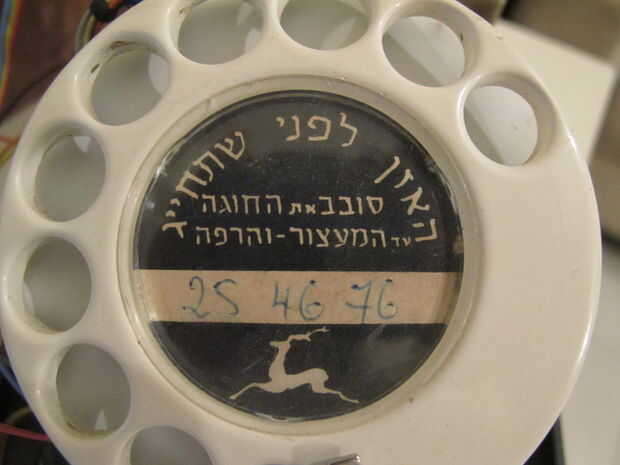 האזן לפני שתחייג
סובב את החוגה
עד המעצור-והרפה
25 46 76